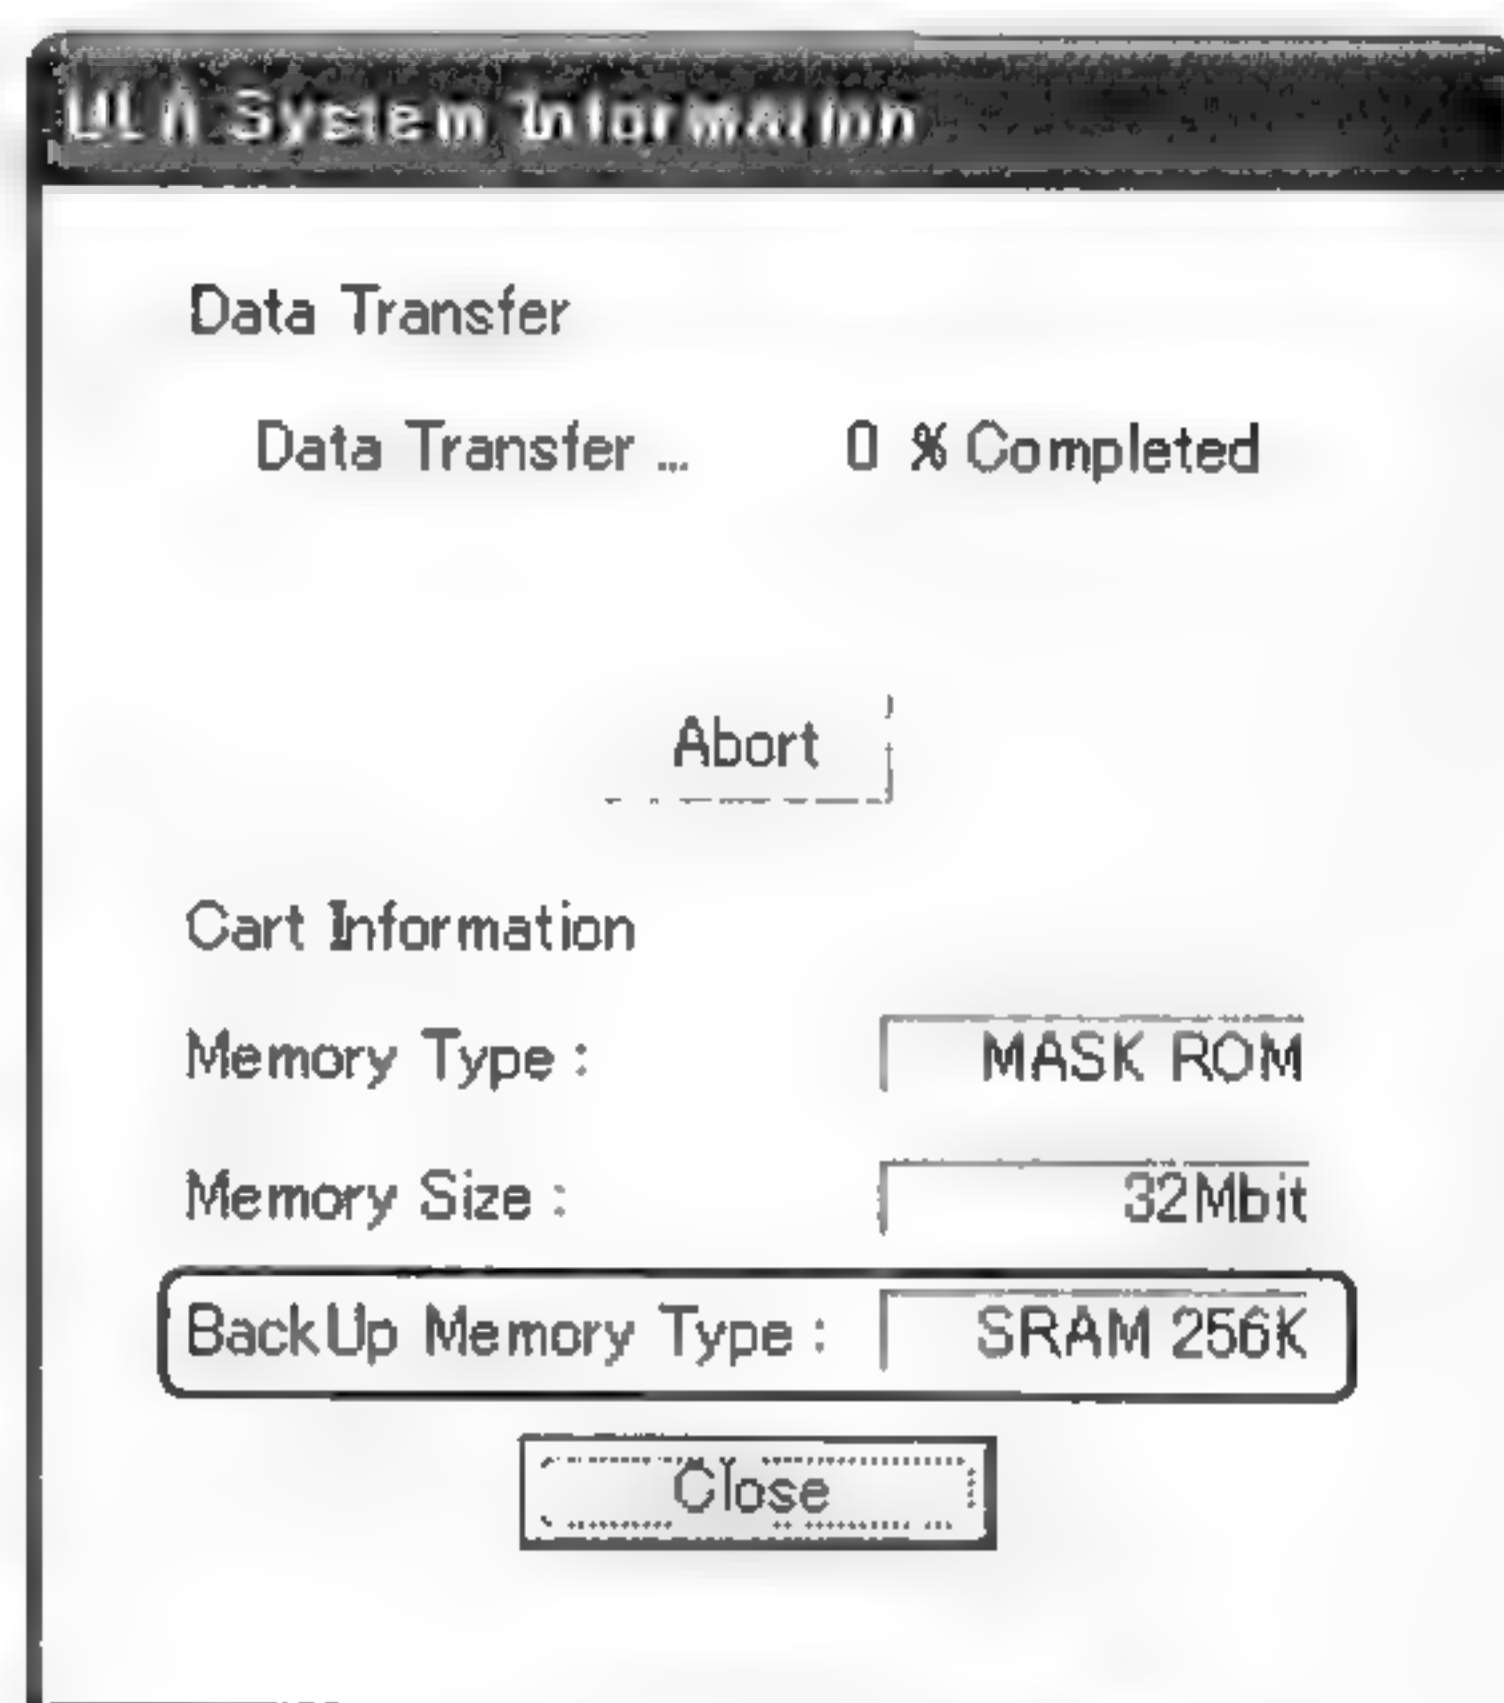 System Information
Data Transfer
Data Transfer ... 0 % Completed
Abort
Cart Information
Memory Type : MASK ROM
Memory Size : 32Mbit
BackUp Memory Type : SRAM 256K
Close